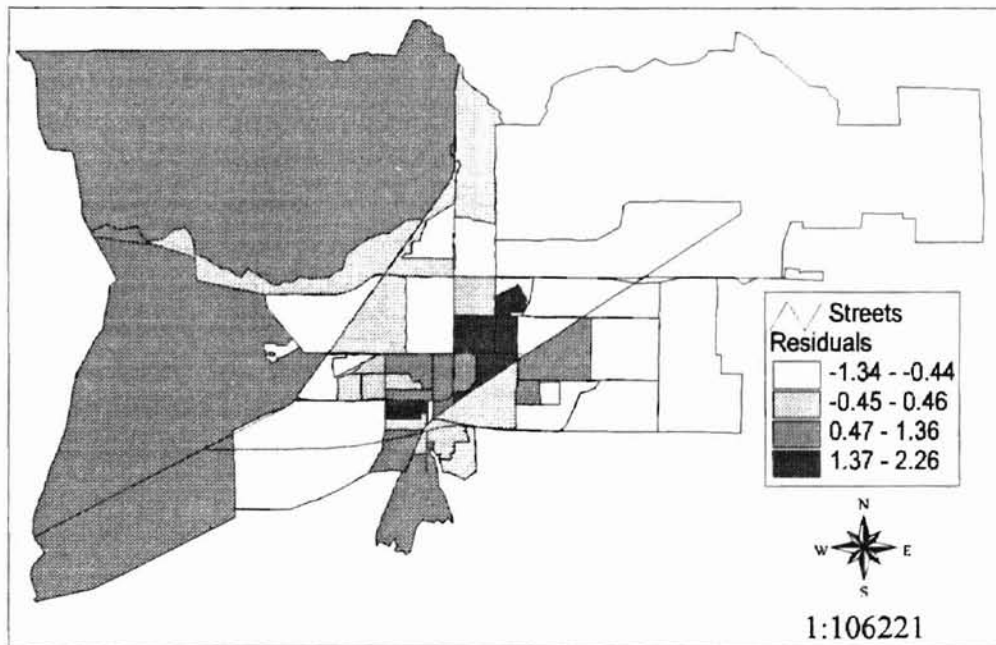 Streets
Residuals
-1.34 - -0.44
-0.45 - 0.46
0.47 - 1.36
1.37 - 2.26
N
W E
S
1:106221